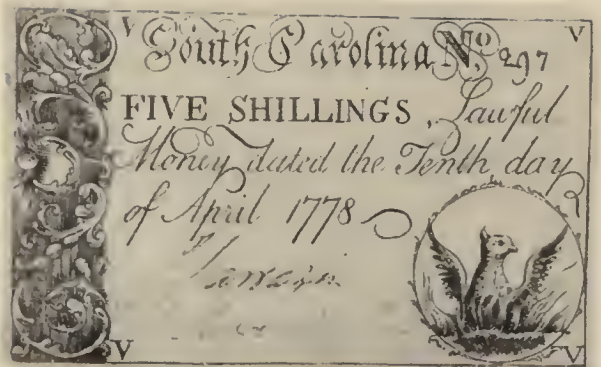 V South Carolina No. 297 V
FIVE SHILLINGS, Lawful
Money dated the Tenth day
of April 1778
V V